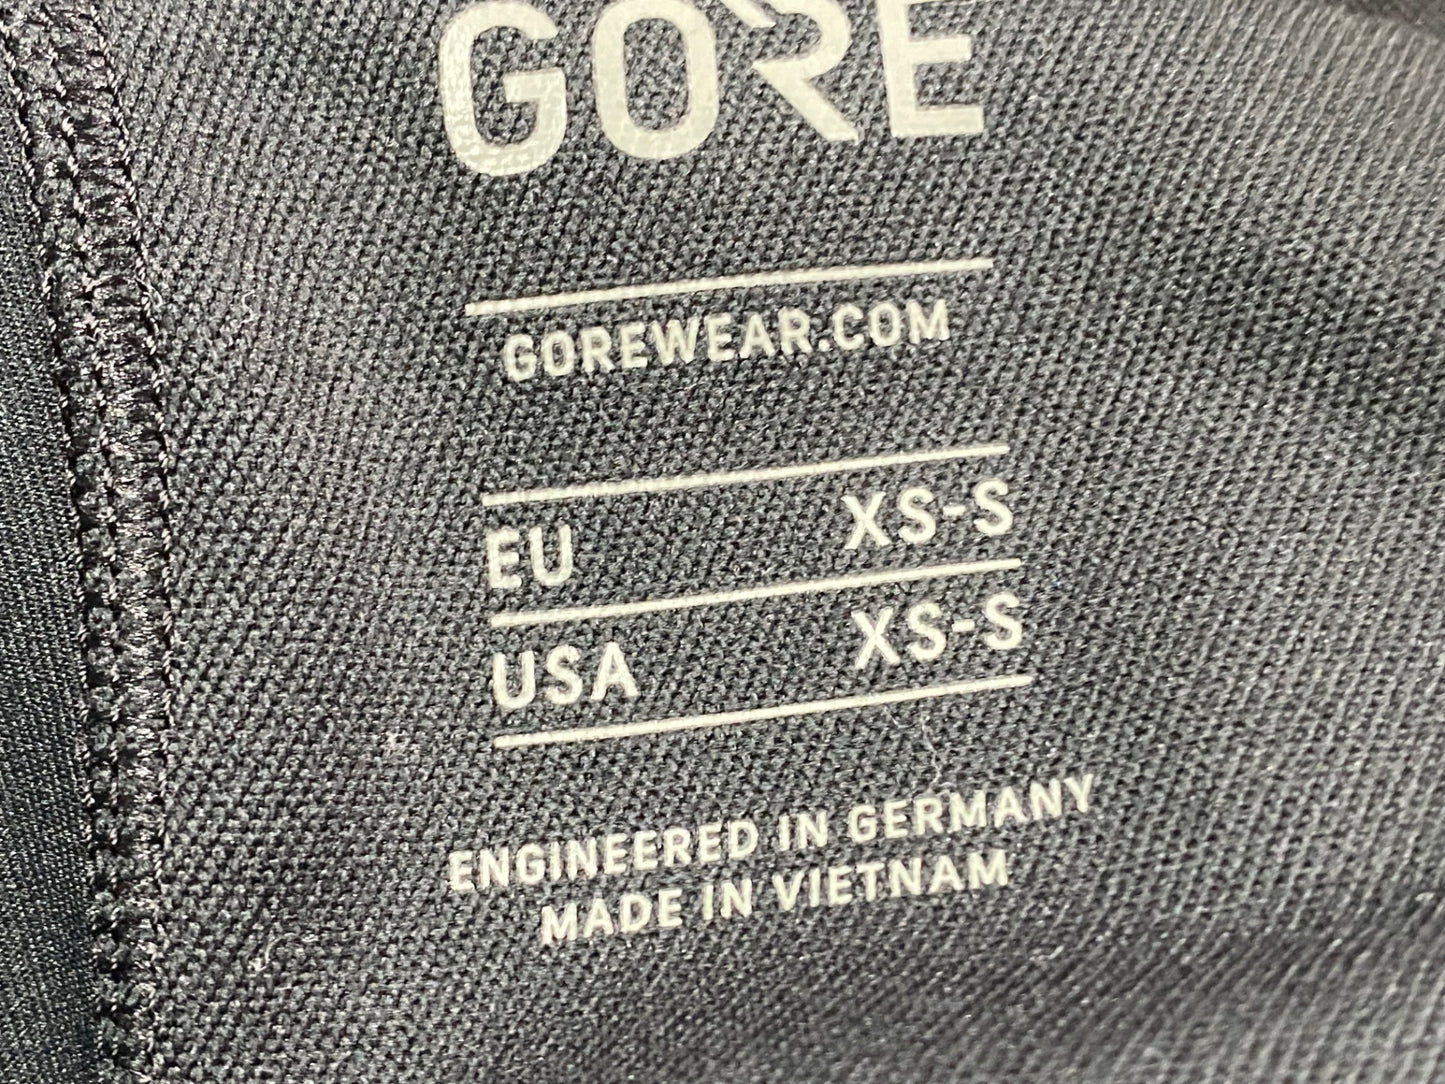 GORE
GOREWEAR.COM
EU XS-S
USA XS-S
ENGINEERED IN GERMANY
MADE IN VIETNAM